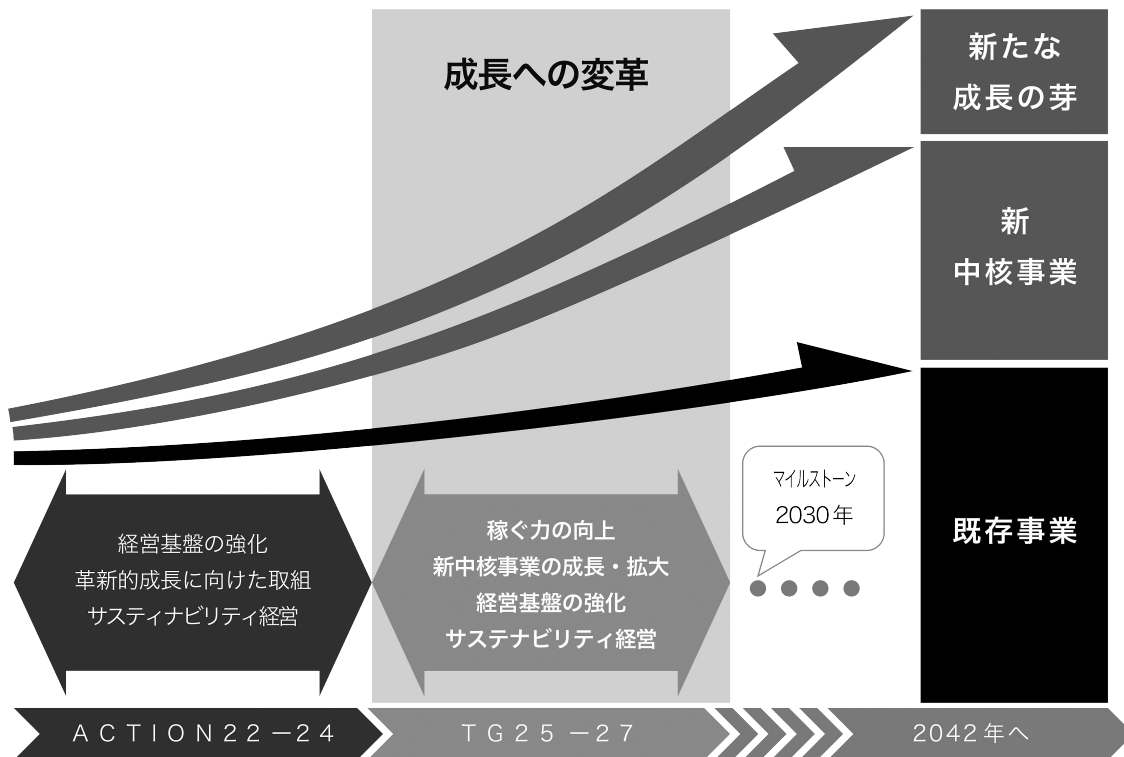 成長への変革
新たな
成長の芽
新
中核事業
既存事業
経営基盤の強化
革新的成長に向けた取組
サスティナビリティ経営
稼ぐ力の向上
新中核事業の成長・拡大
経営基盤の強化
サステナビリティ経営
マイルストーン
2030年
ＡＣＴＩＯＮ２２－２４
ＴＧ２５－２７
2042年へ